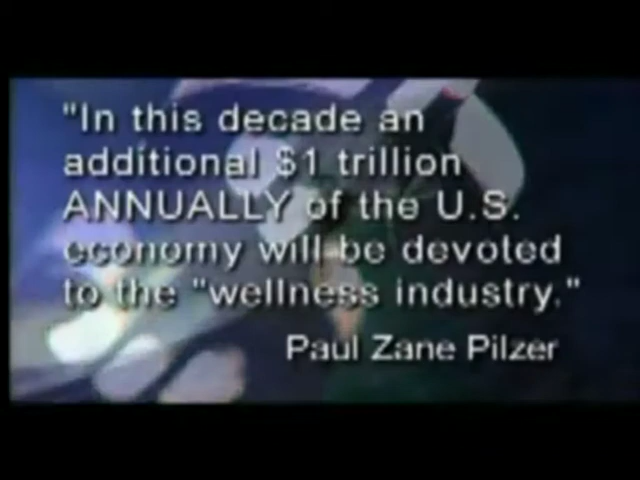 "In this decade an
additional $1 trillion
ANNUALLY of the U.S.
economy will be devoted
to the "wellness industry."
Paul Zane Pilzer